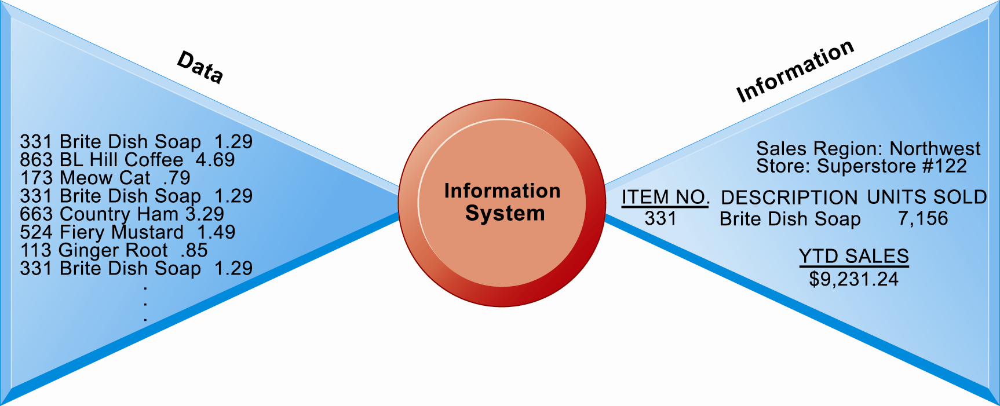 Data
331 Brite Dish Soap 1.29
863 BL Hill Coffee 4.69
173 Meow Cat .79
331 Brite Dish Soap 1.29
663 Country Ham 3.29
524 Fiery Mustard 1.49
113 Ginger Root .85
331 Brite Dish Soap 1.29
.
.
.
Information
System
Information
Sales Region: Northwest
Store: Superstore #122
ITEM NO. DESCRIPTION UNITS SOLD
331 Brite Dish Soap 7,156
YTD SALES
$9,231.24